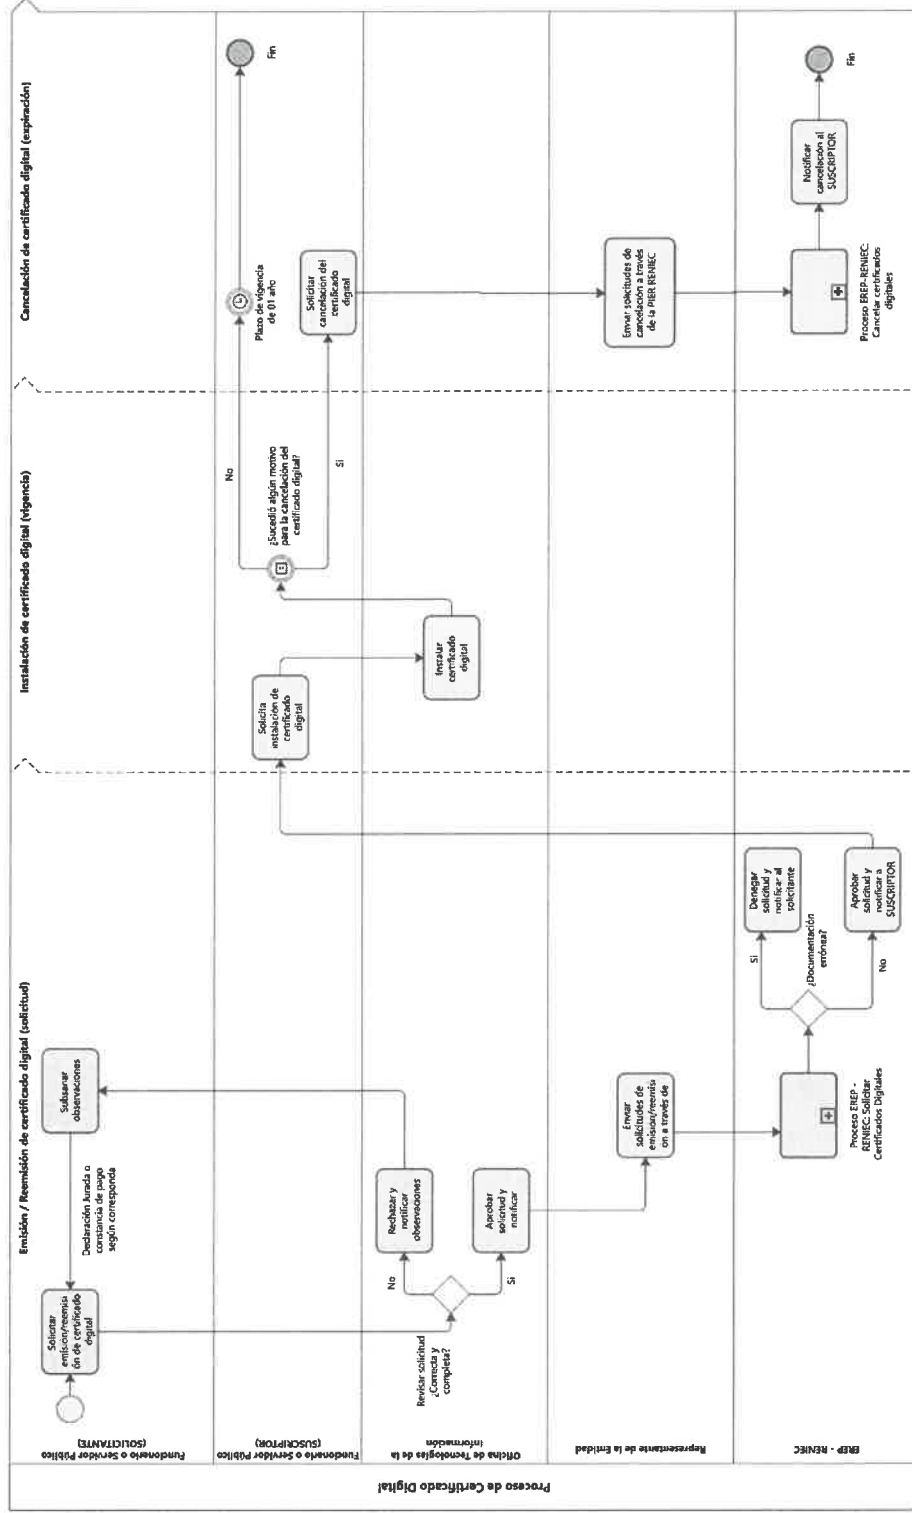 Proceso de Certificado Digital
Emisión / Reemisión de certificado digital (solicitud)
Instalación de certificado digital (vigencia)
Cancelación de certificado digital (expiración)
Funcionario o Servidor Público
(SOLICITANTE)
Solicitar
emisión/reemisi
ón de certificado
digital
Declaración Jurada o
constancia de pago
según corresponda
Subsanar
observaciones
Funcionario o Servidor Público
(SUSCRIPTOR)
Solicita
instalación de
certificado
digital
¿Sucedió algún motivo
para la cancelación del
certificado digital?
No
Si
Plazo de vigencia
de 01 año
Fin
Solicitar
cancelación del
certificado
digital
Oficina de Tecnologías de la
Información
Revisar solicitud
¿Correcta y
completa?
No
Si
Rechazar y
notificar
observaciones
Aprobar
solicitud y
notificar
Instalar
certificado
digital
Representante de la Entidad
Enviar
solicitudes de
emisión/reemisi
on a través de
Enviar solicitudes de
cancelación a través
de la PIER RENIEC
EREP - RENIEC
Proceso EREP -
RENIEC: Solicitar
Certificados Digitales
¿Documentación
errónea?
Si
No
Denegar
solicitud y
notificar al
solicitante
Aprobar
solicitud y
notificar a
SUSCRIPTOR
Proceso EREP-RENIEC:
Cancelar certificados
digitales
Notificar
cancelación al
SUSCRIPTOR
Fin